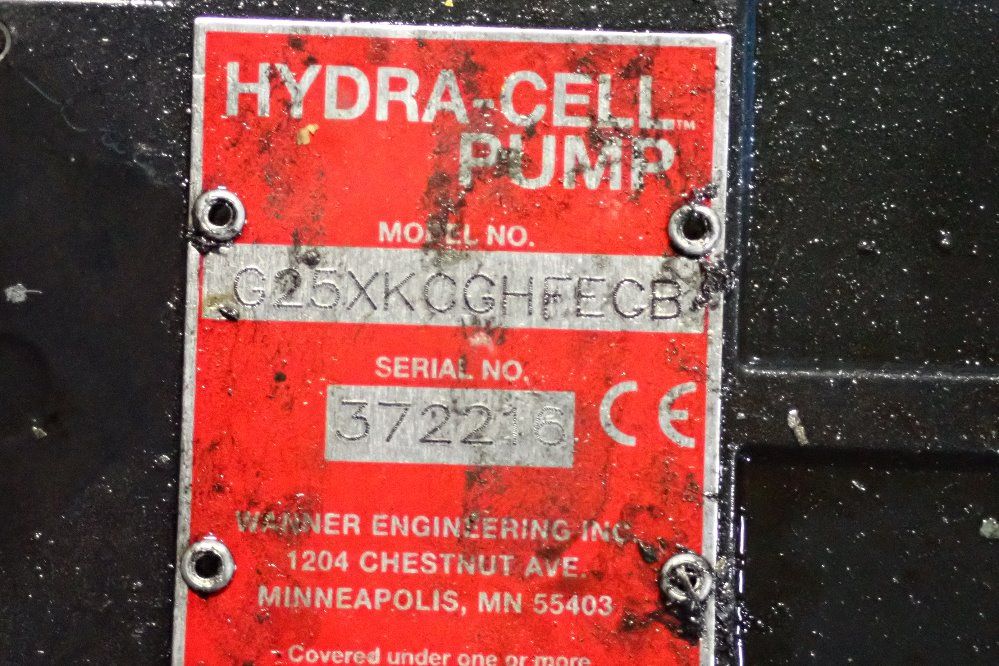 HYDRA-CELL™
PUMP
MODEL NO.
G25XKCGHFECB
SERIAL NO.
372216
CE
WANNER ENGINEERING INC.
1204 CHESTNUT AVE.
MINNEAPOLIS, MN 55403
Covered under one or more